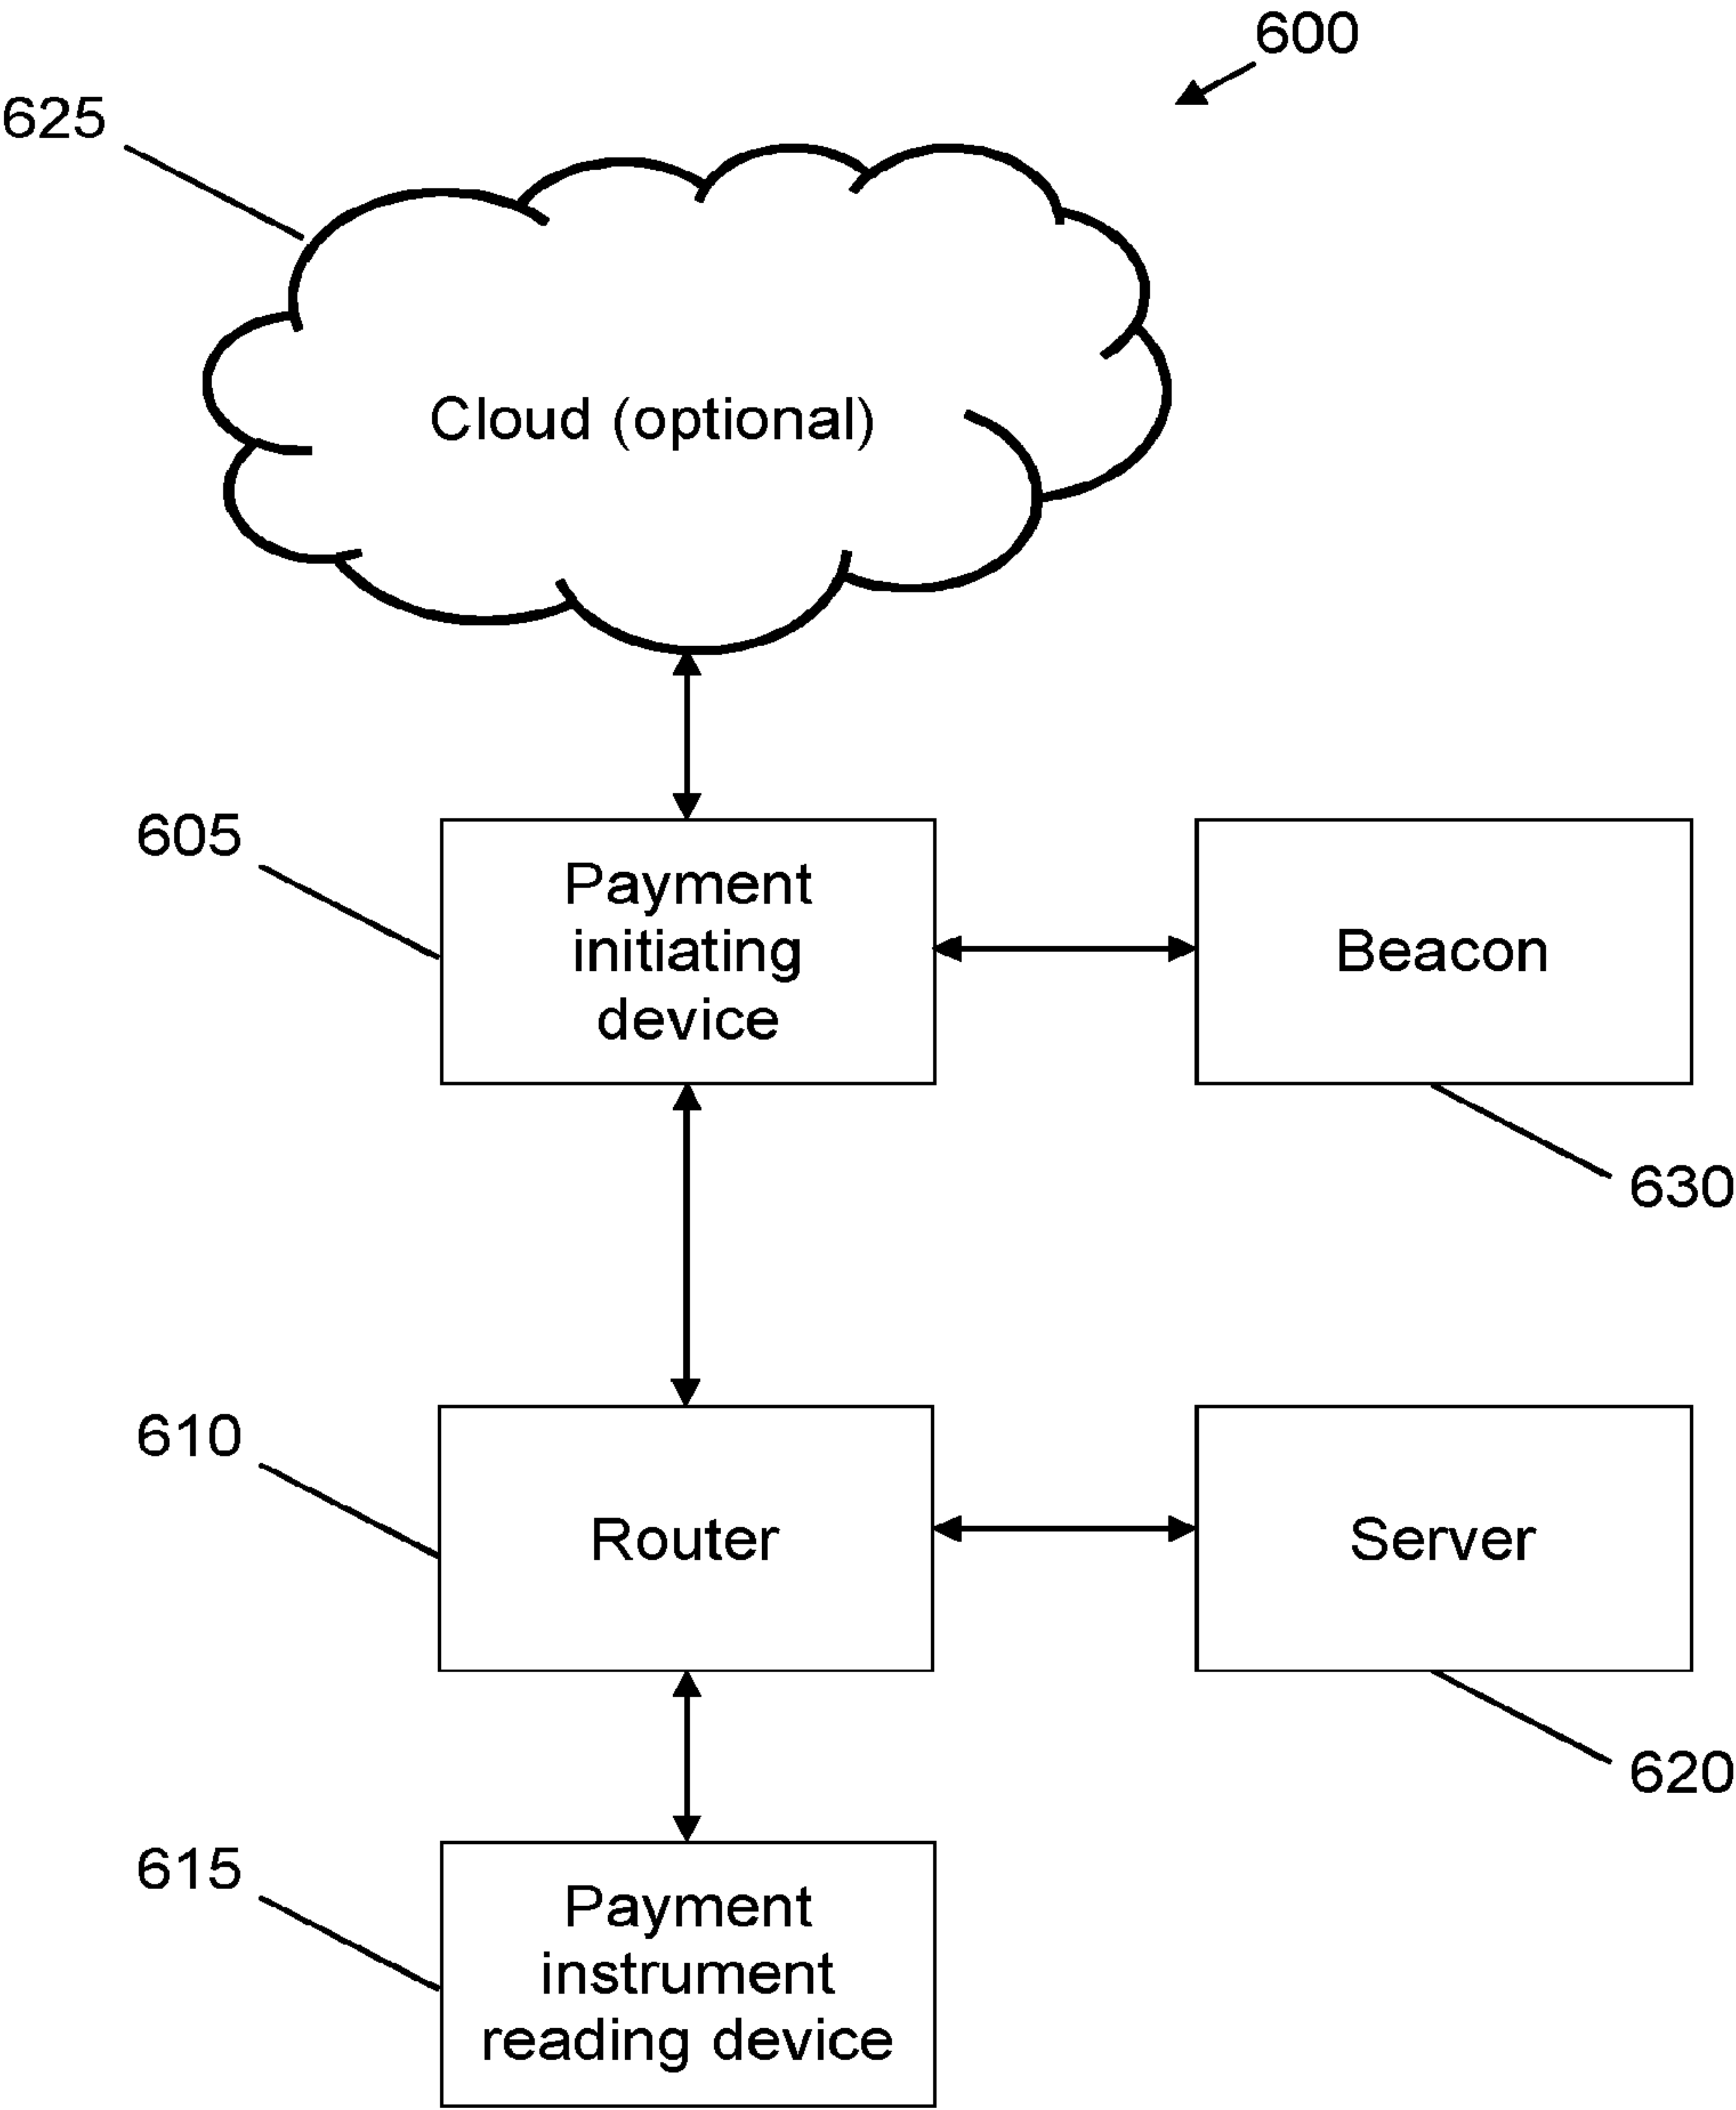 600
625
Cloud (optional)
605
Payment
initiating
device
Beacon
630
610
Router
Server
620
615
Payment
instrument
reading device